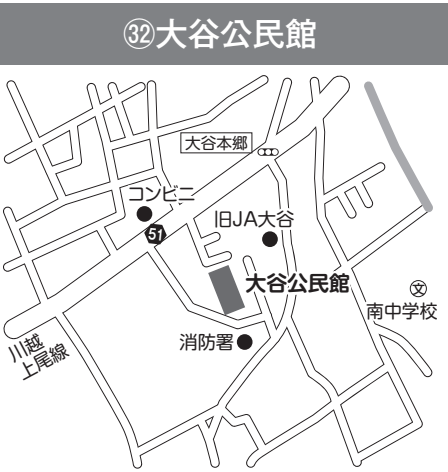 ㉜大谷公民館
大谷本郷
コンビニ
51
旧JA大谷
大谷公民館
文
南中学校
消防署
川越
上尾線